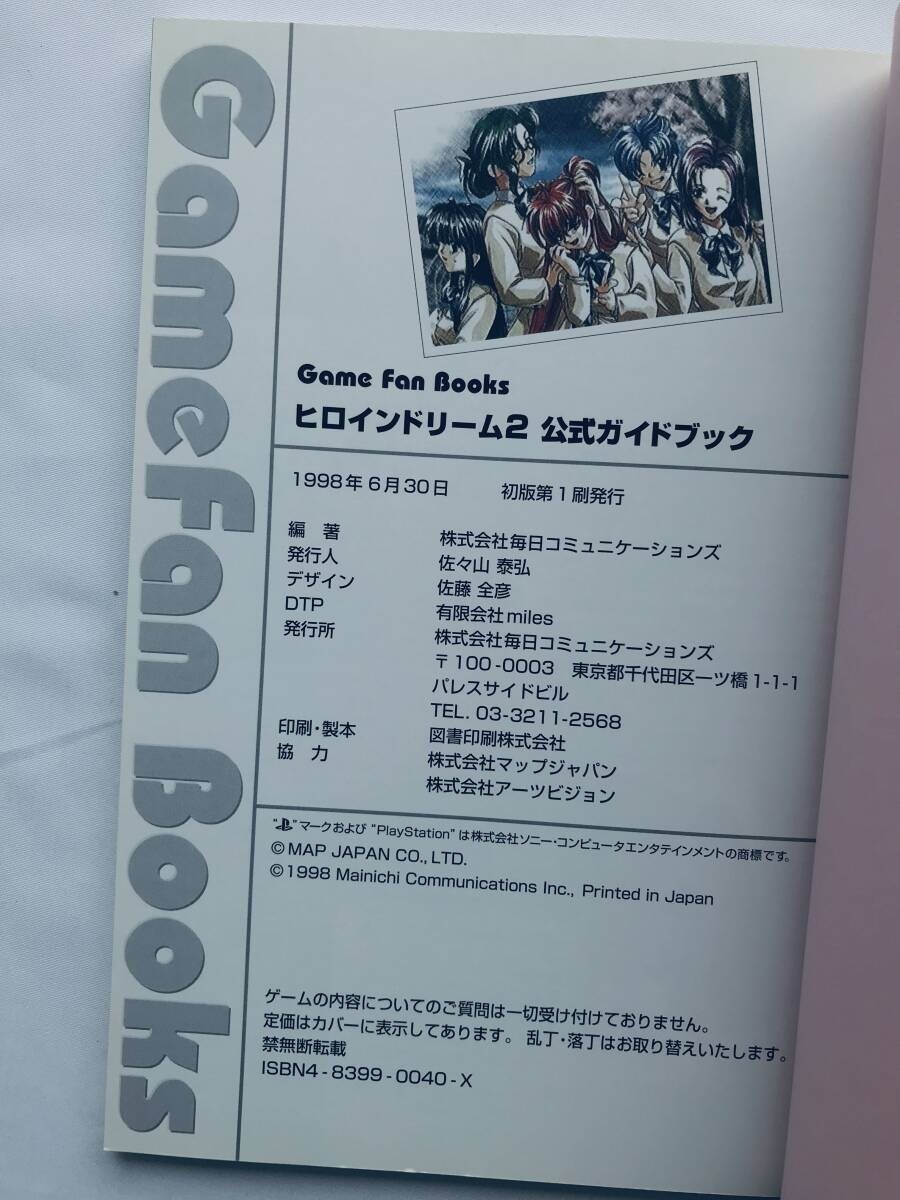 Game Fan Books
Game Fan Books
ヒロインドリーム2 公式ガイドブック
1998年6月30日 初版第1刷発行
編 著 株式会社毎日コミュニケーションズ
発行人 佐々山 泰弘
デザイン 佐藤 全彦
DTP 有限会社miles
発行所 株式会社毎日コミュニケーションズ
〒100-0003 東京都千代田区一ツ橋1-1-1
パレスサイドビル
TEL. 03-3211-2568
印刷・製本 図書印刷株式会社
協 力 株式会社マップジャパン
株式会社アーツビジョン
“ ”マークおよび “PlayStation” は株式会社ソニー・コンピュータエンタテインメントの商標です。
©MAP JAPAN CO., LTD.
©1998 Mainichi Communications Inc., Printed in Japan
ゲームの内容についてのご質問は一切受け付けておりません。
定価はカバーに表示してあります。 乱丁・落丁はお取り替えいたします。
禁無断転載
ISBN4-8399-0040-X